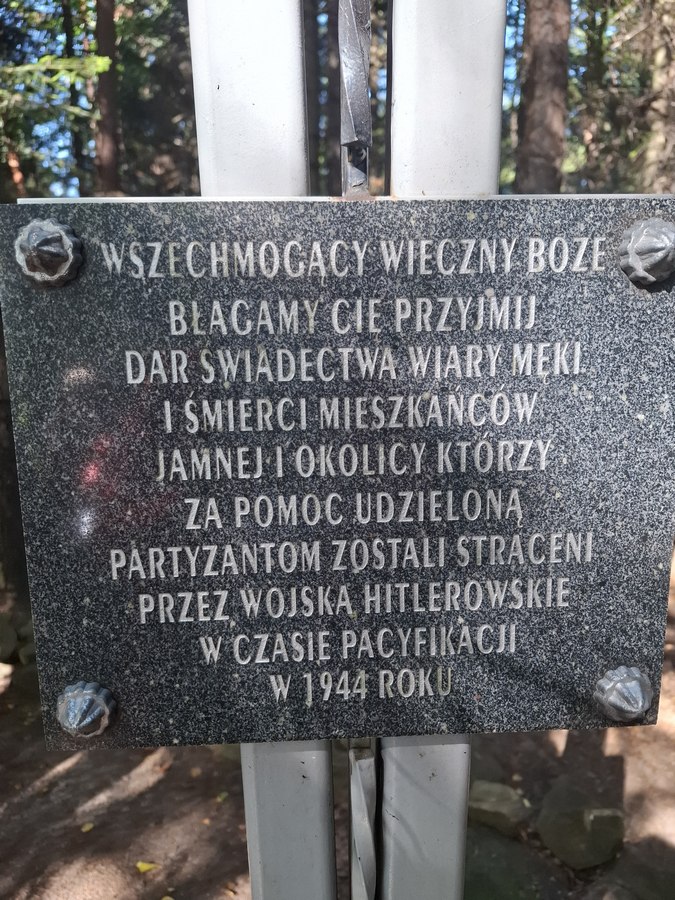 WSZECHMOGĄCY WIECZNY BOŻE
BŁAGAMY CIĘ PRZYJMIJ
DAR ŚWIADECTWA WIARY MĘKI
I ŚMIERCI MIESZKAŃCÓW
JAMNEJ I OKOLICY KTÓRZY
ZA POMOC UDZIELONĄ
PARTYZANTOM ZOSTALI STRACENI
PRZEZ WOJSKA HITLEROWSKIE
W CZASIE PACYFIKACJI
W 1944 ROKU